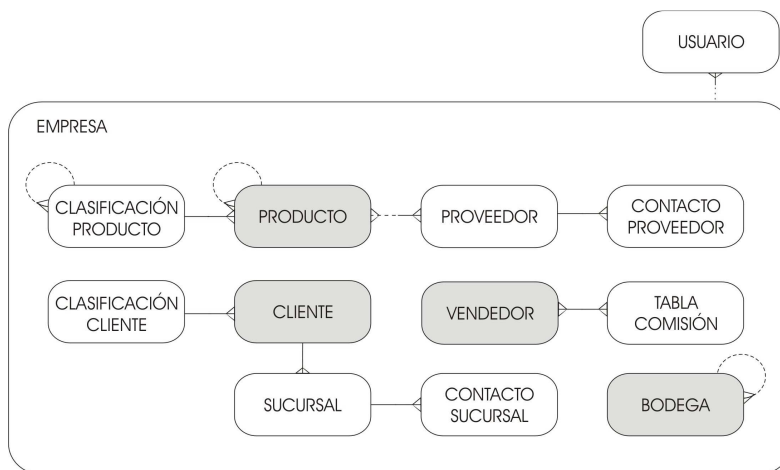 USUARIO
EMPRESA
CLASIFICACIÓN
PRODUCTO
PRODUCTO
PROVEEDOR
CONTACTO
PROVEEDOR
CLASIFICACIÓN
CLIENTE
CLIENTE
VENDEDOR
TABLA
COMISIÓN
SUCURSAL
CONTACTO
SUCURSAL
BODEGA